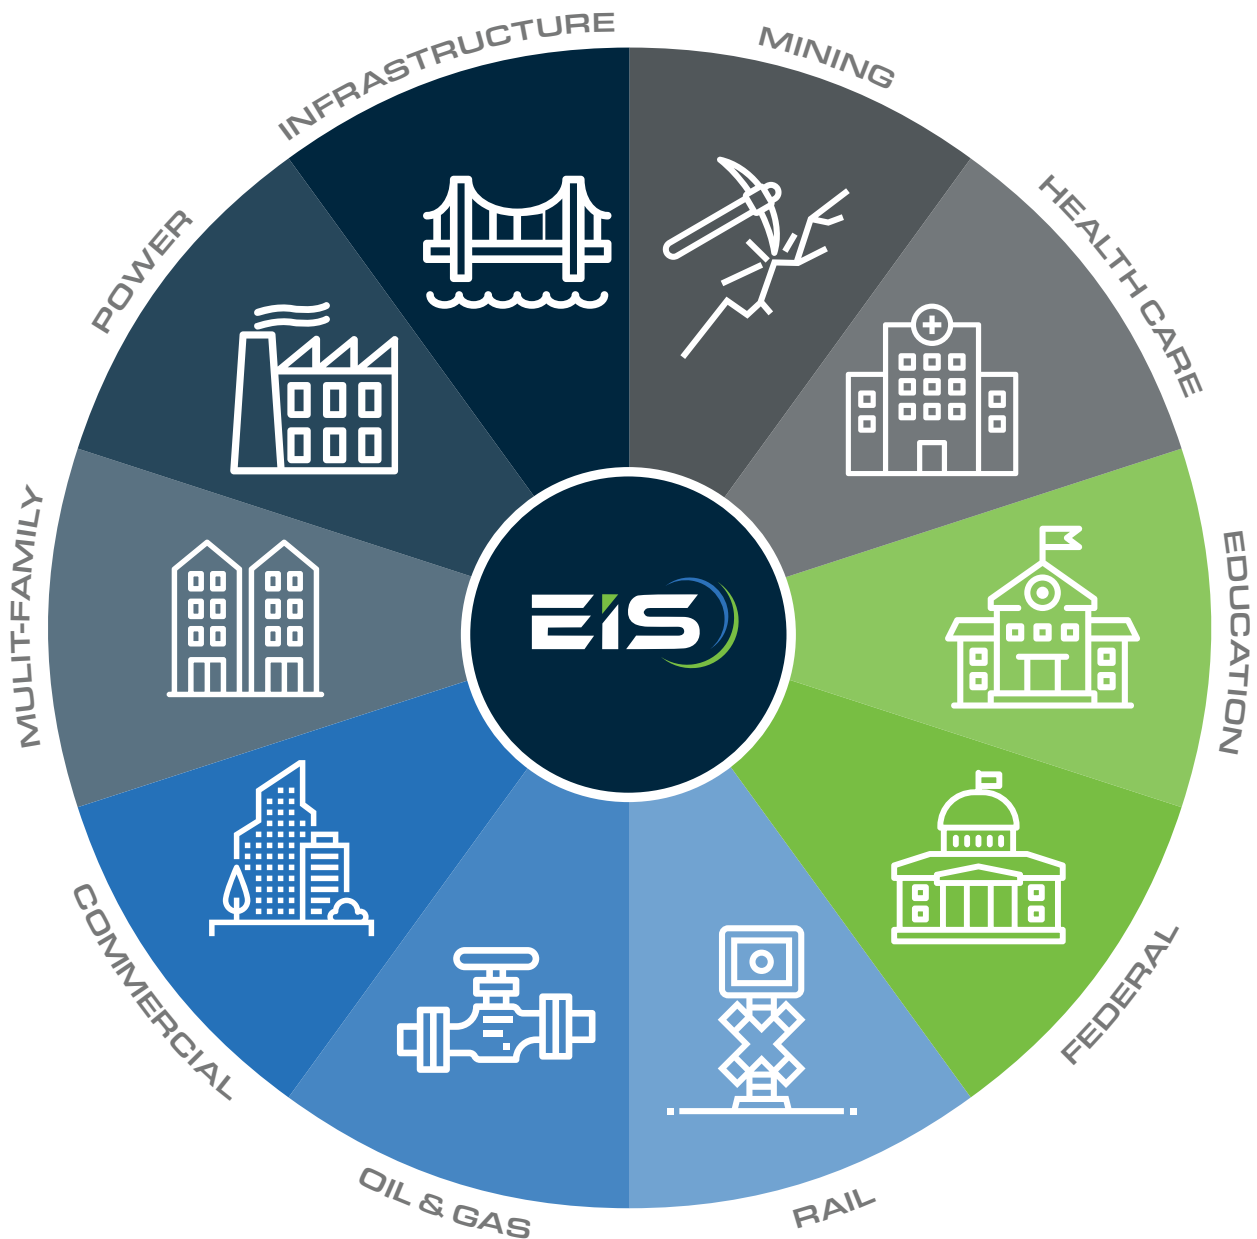 INFRASTRUCTURE
MINING
HEALTH CARE
EDUCATION
FEDERAL
RAIL
OIL & GAS
COMMERCIAL
MULIT-FAMILY
POWER
EIS